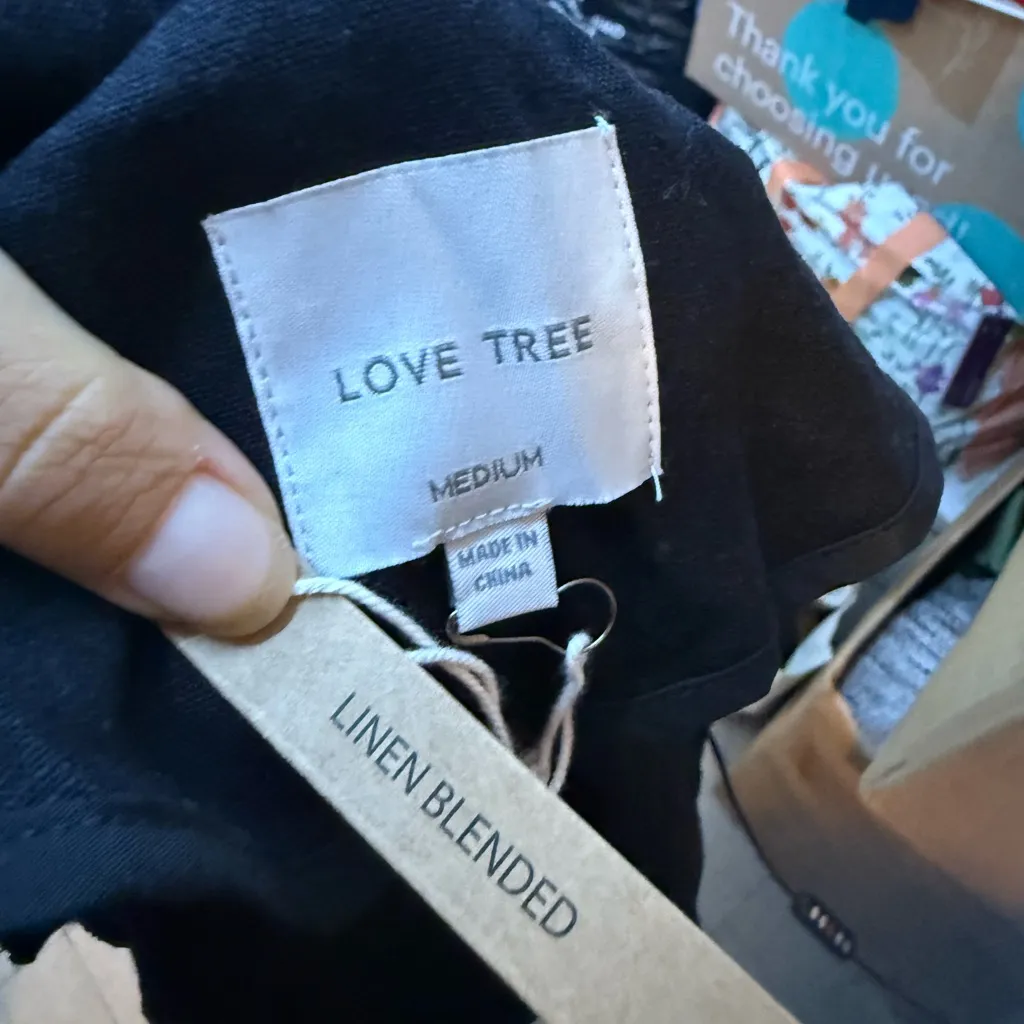 Thank you for
choosing
LOVE TREE
MEDIUM
MADE IN
CHINA
LINEN BLENDED